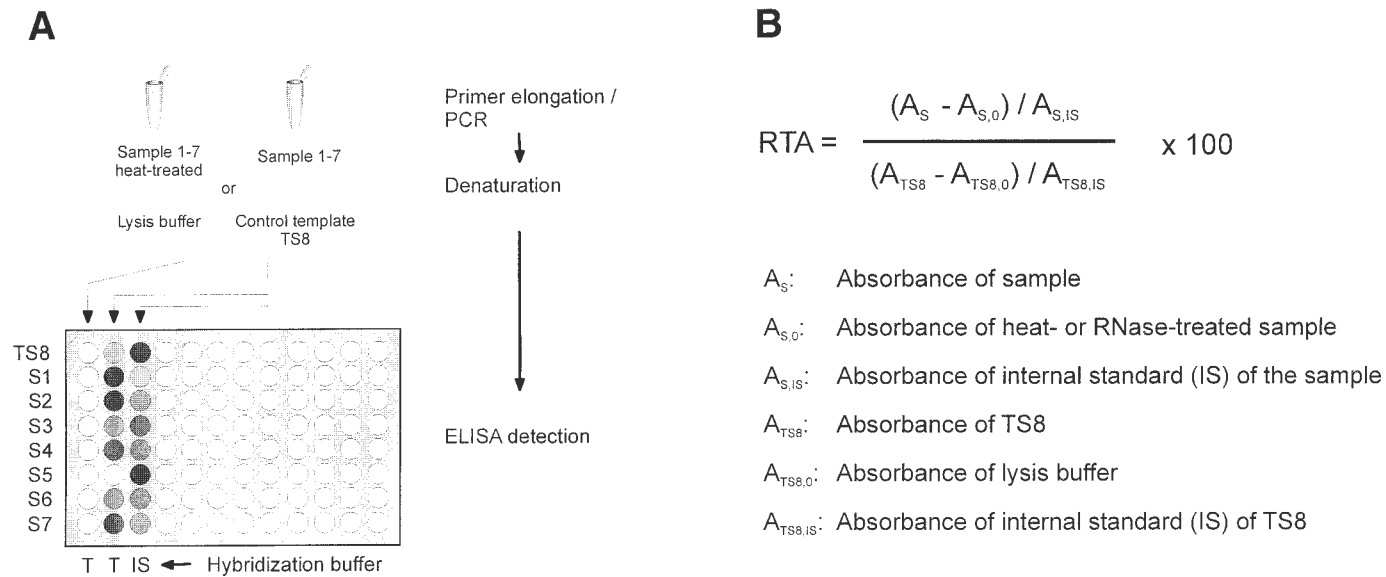 A
Sample 1-7
heat-treated
Sample 1-7
or
Lysis buffer
Control template
TS8
Primer elongation /
PCR
Denaturation
ELISA detection
TS8
S1
S2
S3
S4
S5
S6
S7
T T IS Hybridization buffer
B
RTA = (A_S - A_S,0) / A_S,IS
x 100
(A_TS8 - A_TS8,0) / A_TS8,IS
A_S: Absorbance of sample
A_S,0: Absorbance of heat- or RNase-treated sample
A_S,IS: Absorbance of internal standard (IS) of the sample
A_TS8: Absorbance of TS8
A_TS8,0: Absorbance of lysis buffer
A_TS8,IS: Absorbance of internal standard (IS) of TS8